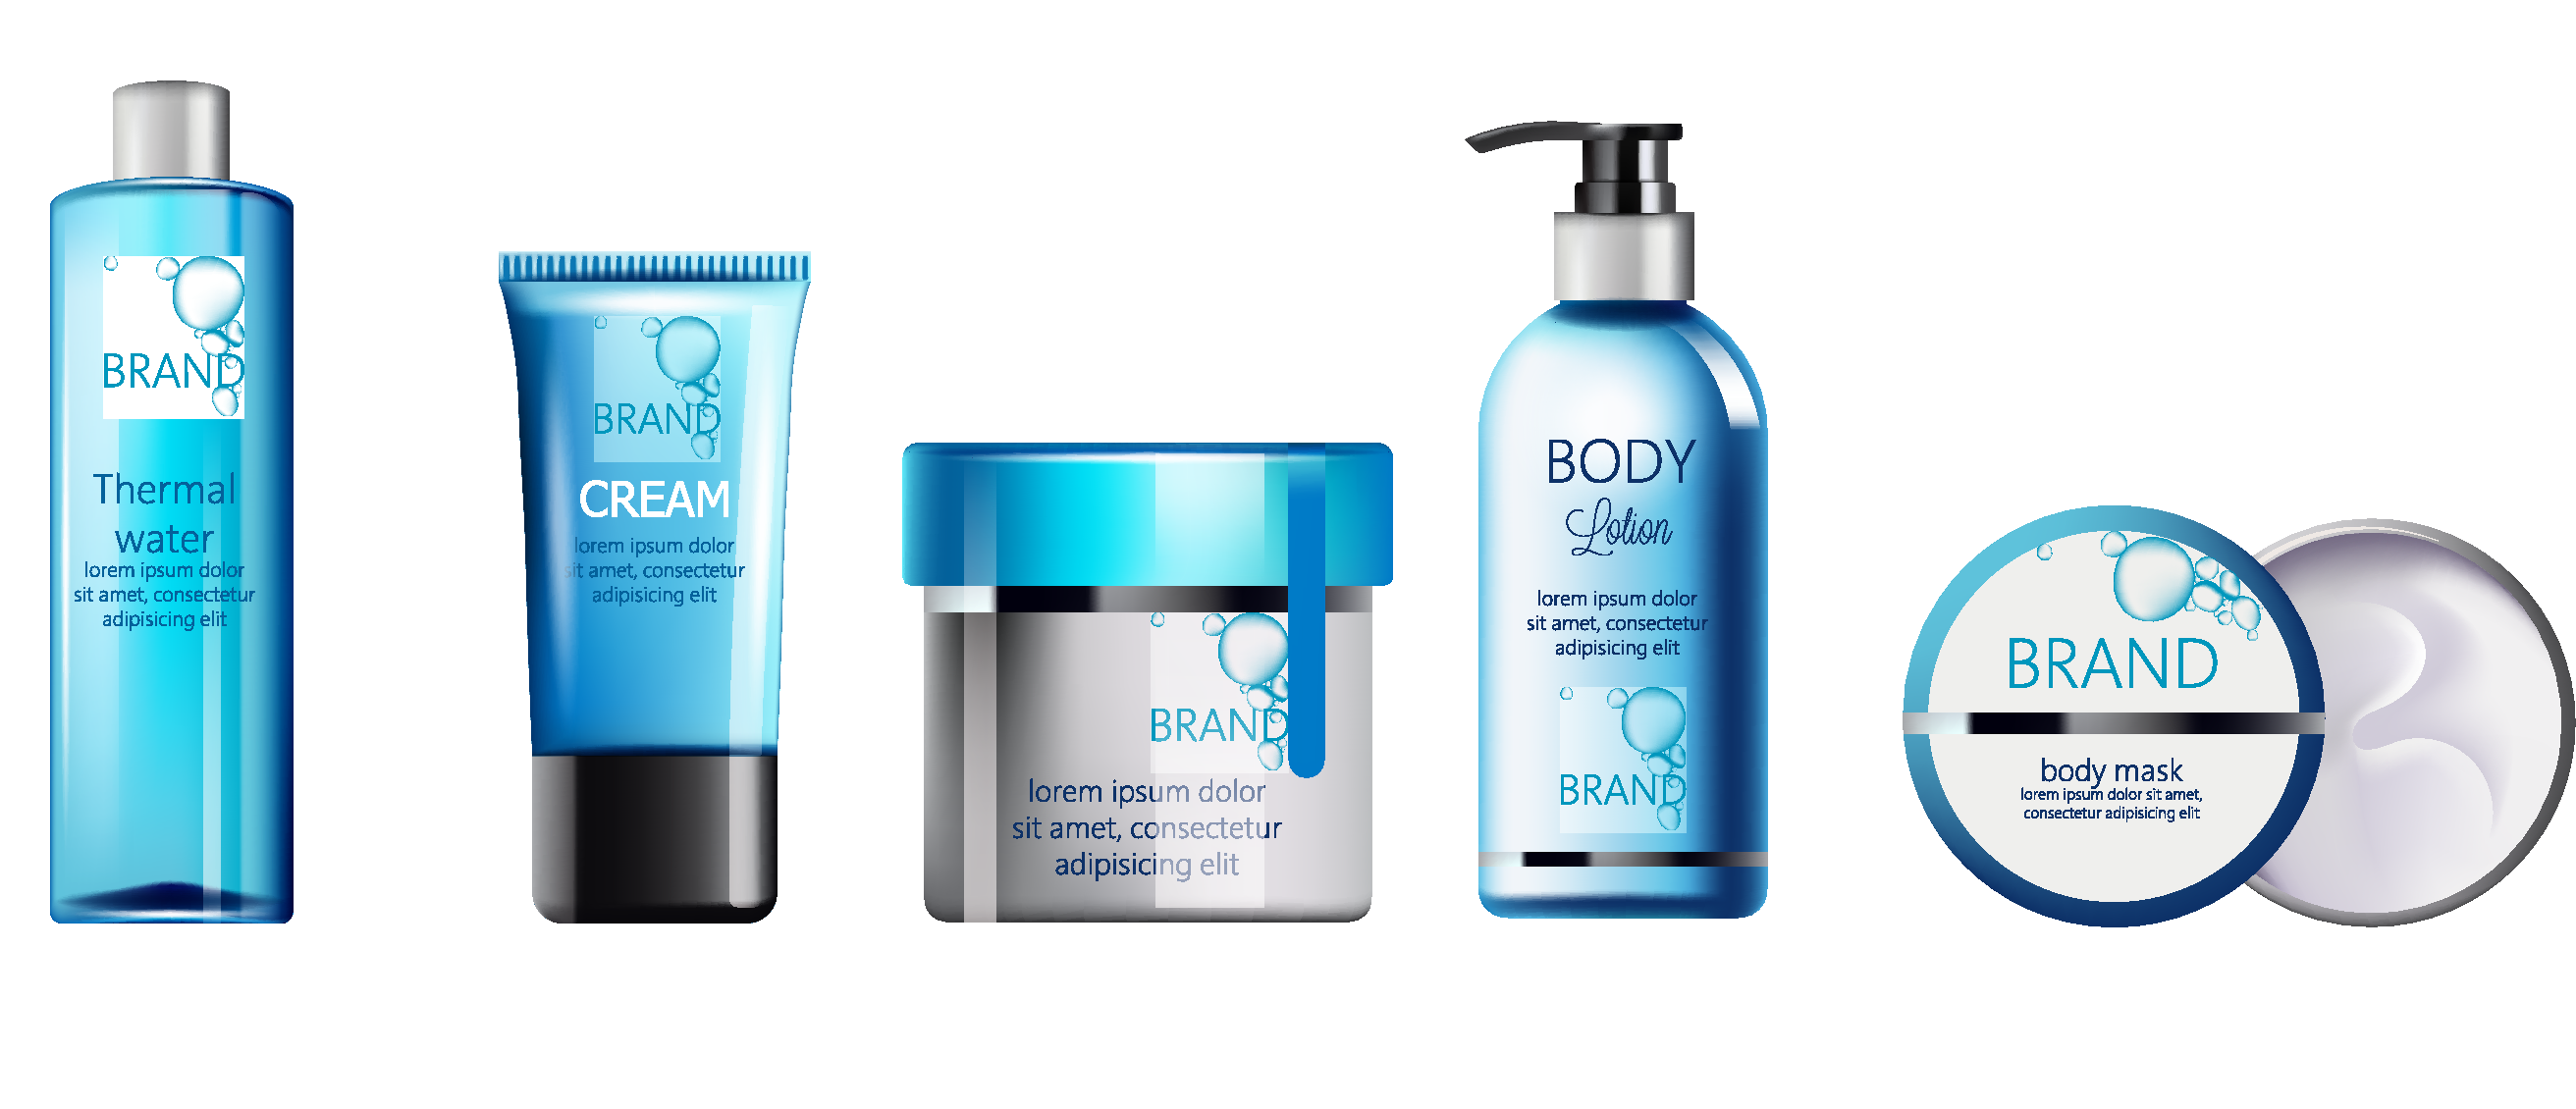 BRAND
Thermal
water
lorem ipsum dolor
sit amet, consectetur
adipisicing elit
BRAND
CREAM
lorem ipsum dolor
sit amet, consectetur
adipisicing elit
BRAND
lorem ipsum dolor
sit amet, consectetur
adipisicing elit
BODY
Lotion
lorem ipsum dolor
sit amet, consectetur
adipisicing elit
BRAND
BRAND
body mask
lorem ipsum dolor sit amet,
consectetur adipisicing elit